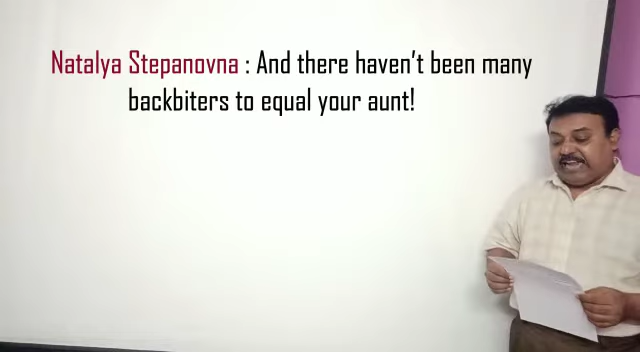 Natalya Stepanovna : And there haven't been many
backbiters to equal your aunt!